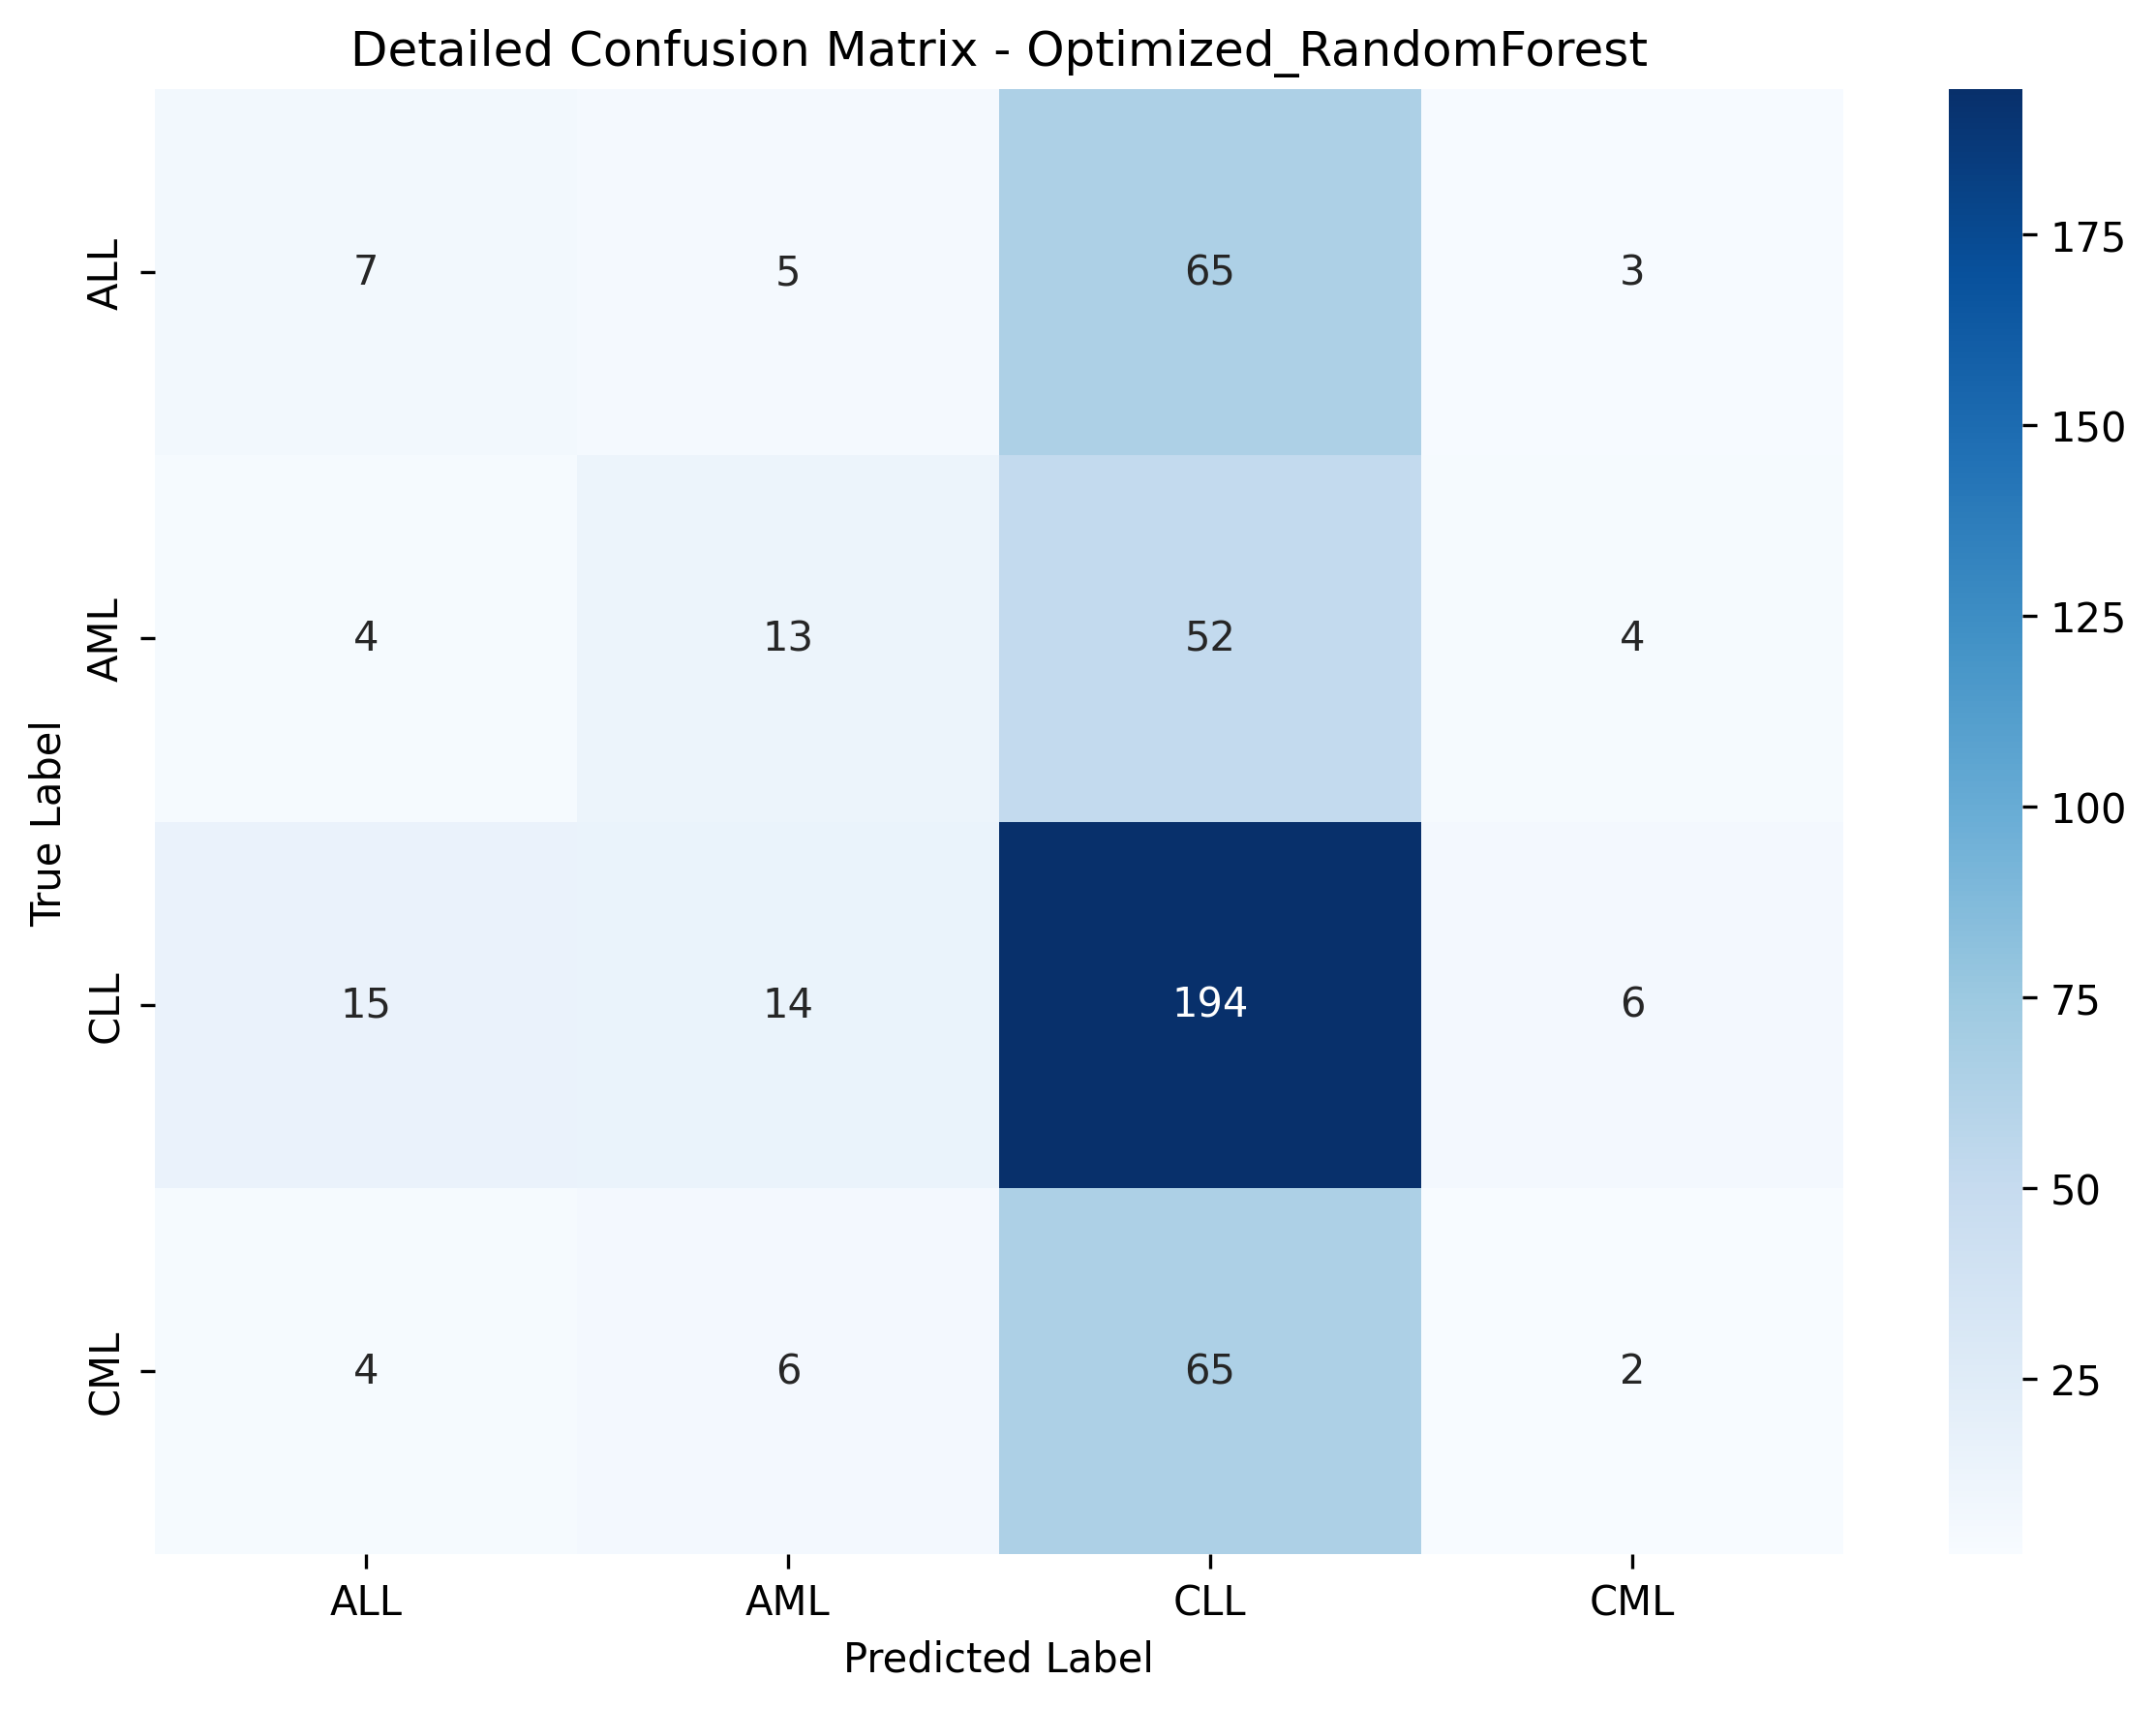 Detailed Confusion Matrix - Optimized_RandomForest
True Label
ALL 7 5 65 3
AML 4 13 52 4
CLL 15 14 194 6
CML 4 6 65 2
ALL AML CLL CML
Predicted Label
175
150
125
100
75
50
25